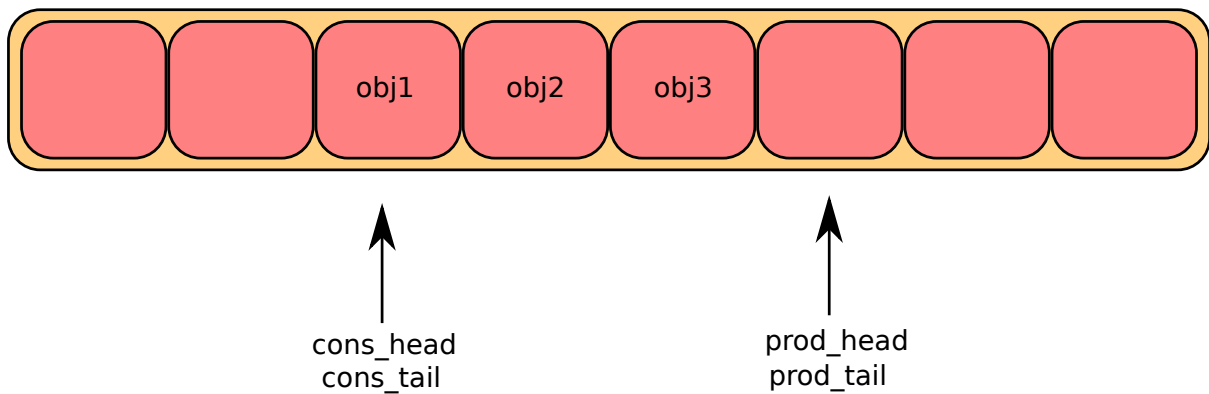 obj1 obj2 obj3
cons_head
cons_tail
prod_head
prod_tail